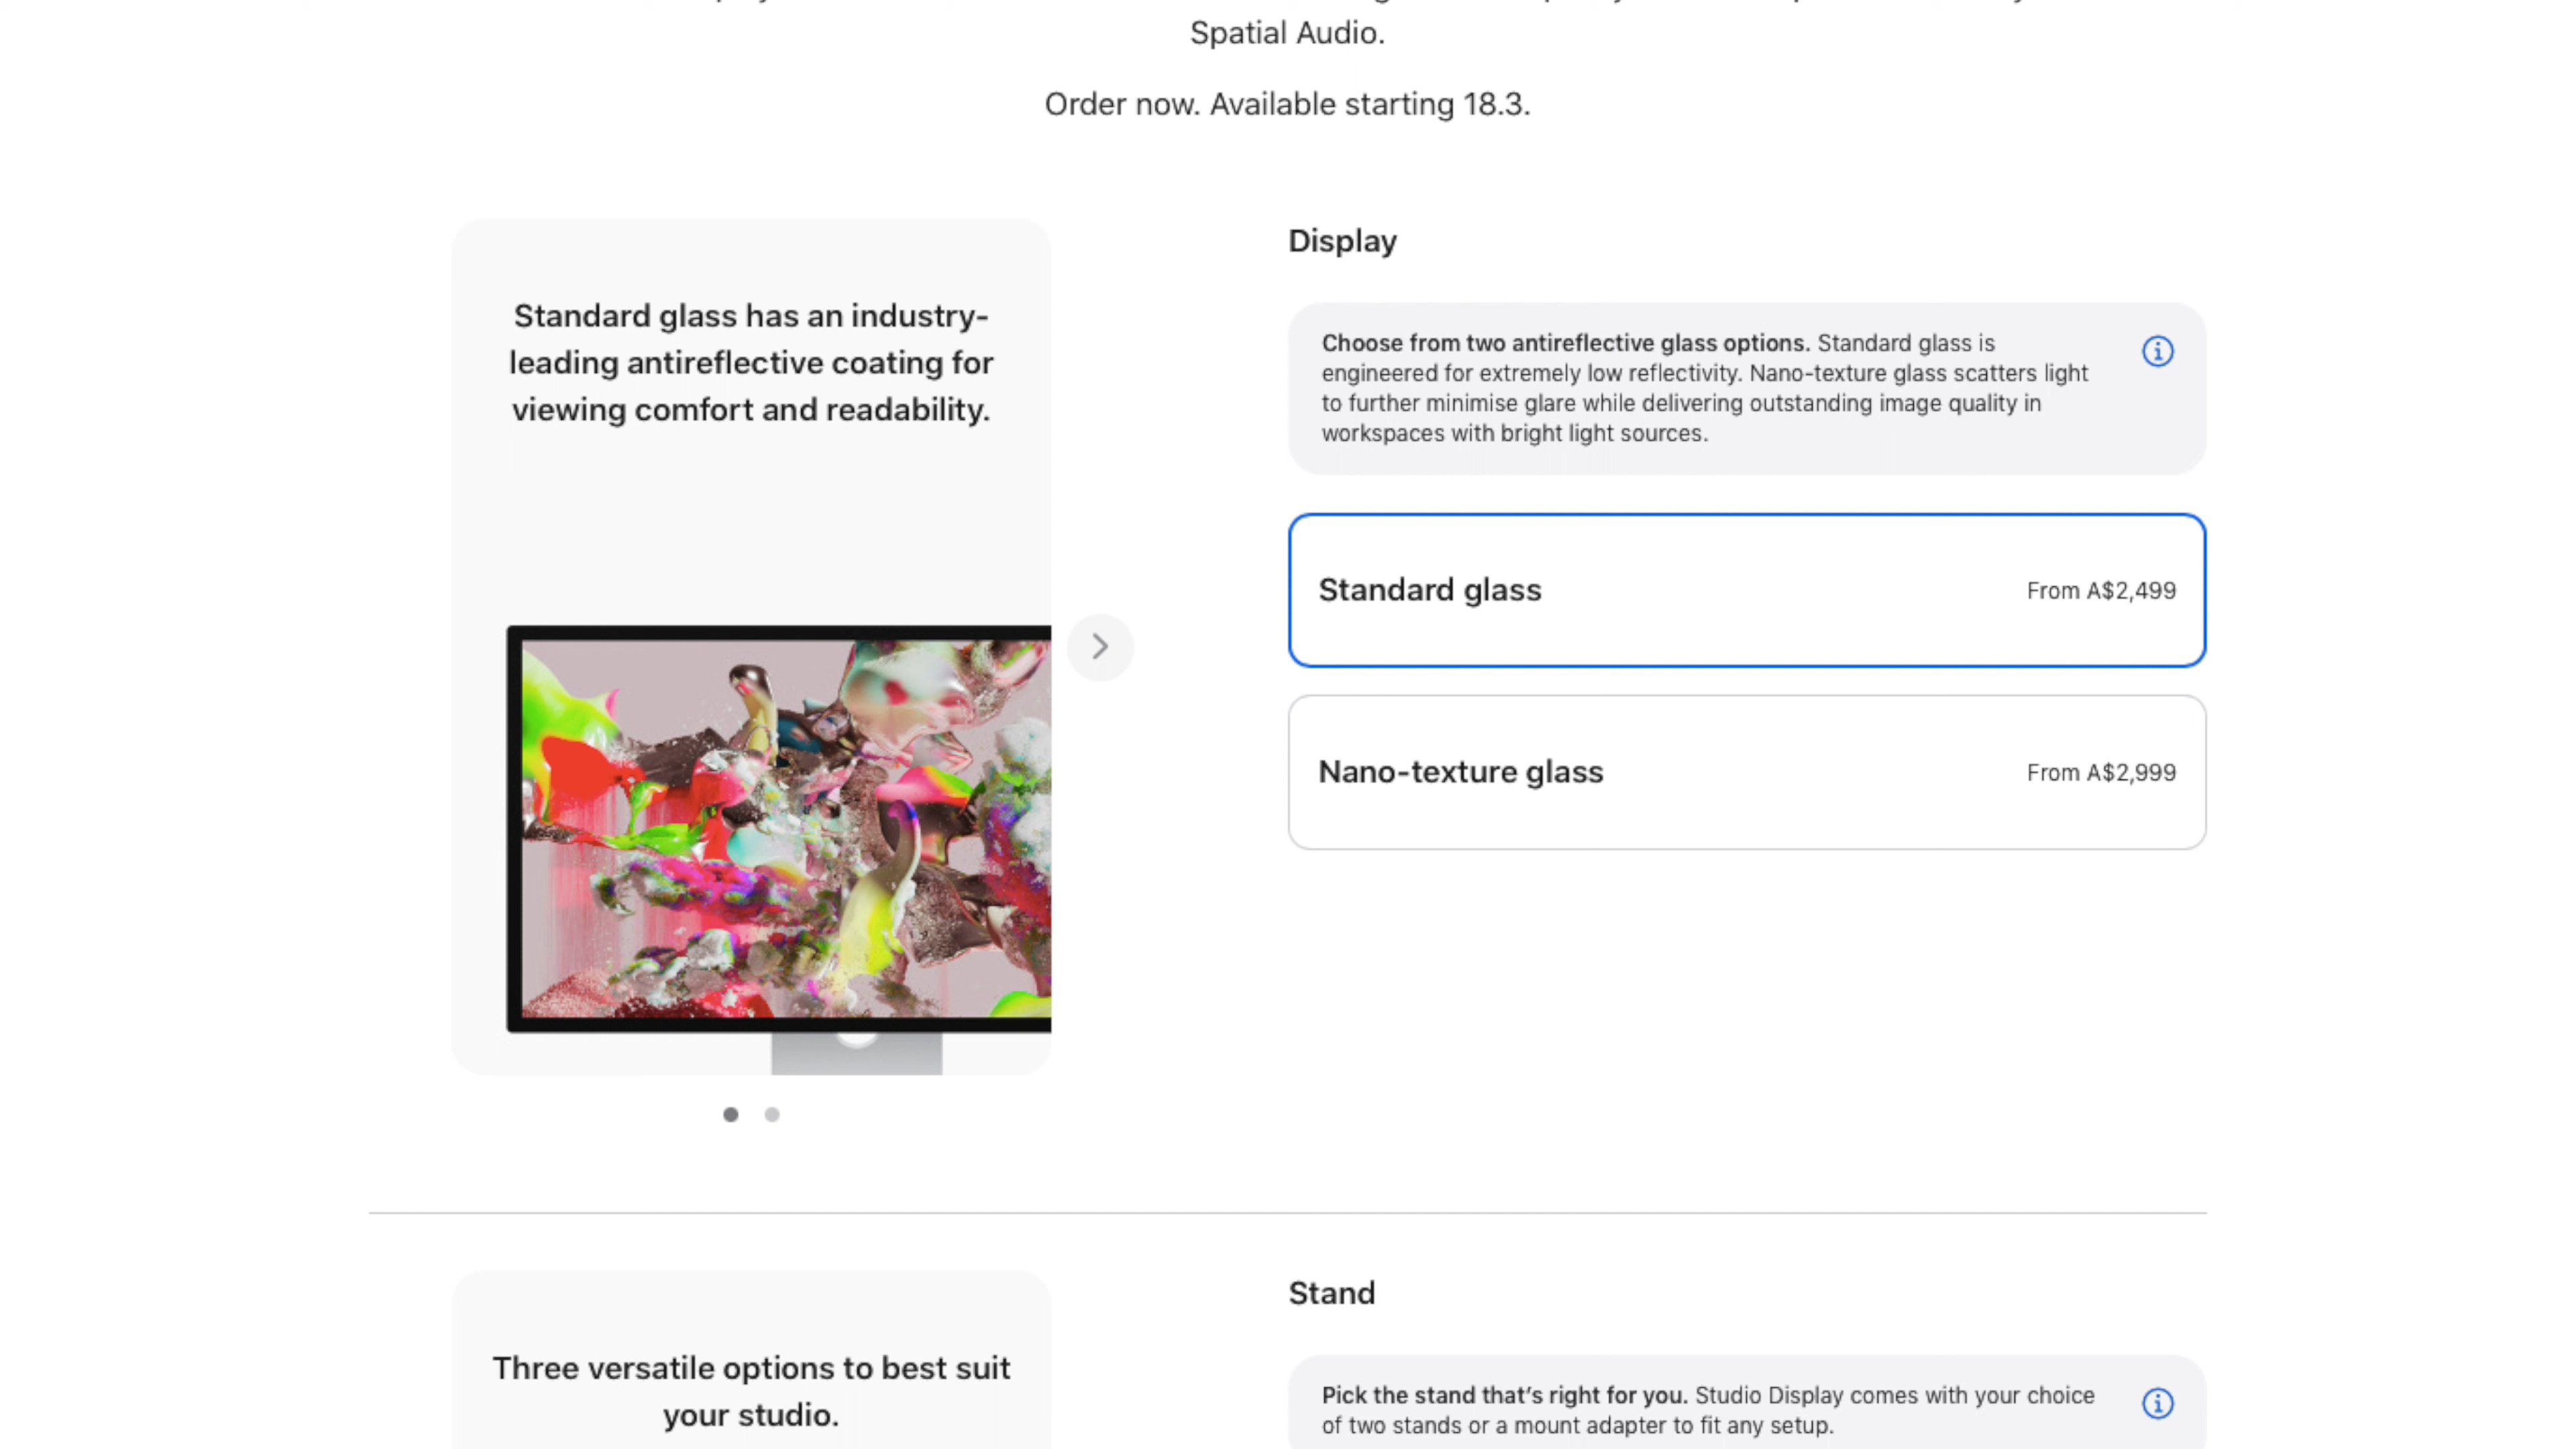 Spatial Audio.
Order now. Available starting 18.3.
Standard glass has an industry-
leading antireflective coating for
viewing comfort and readability.
Display
Choose from two antireflective glass options. Standard glass is
engineered for extremely low reflectivity. Nano-texture glass scatters light
to further minimise glare while delivering outstanding image quality in
workspaces with bright light sources.
Standard glass From A$2,499
Nano-texture glass From A$2,999
Three versatile options to best suit
your studio.
Stand
Pick the stand that’s right for you. Studio Display comes with your choice
of two stands or a mount adapter to fit any setup.